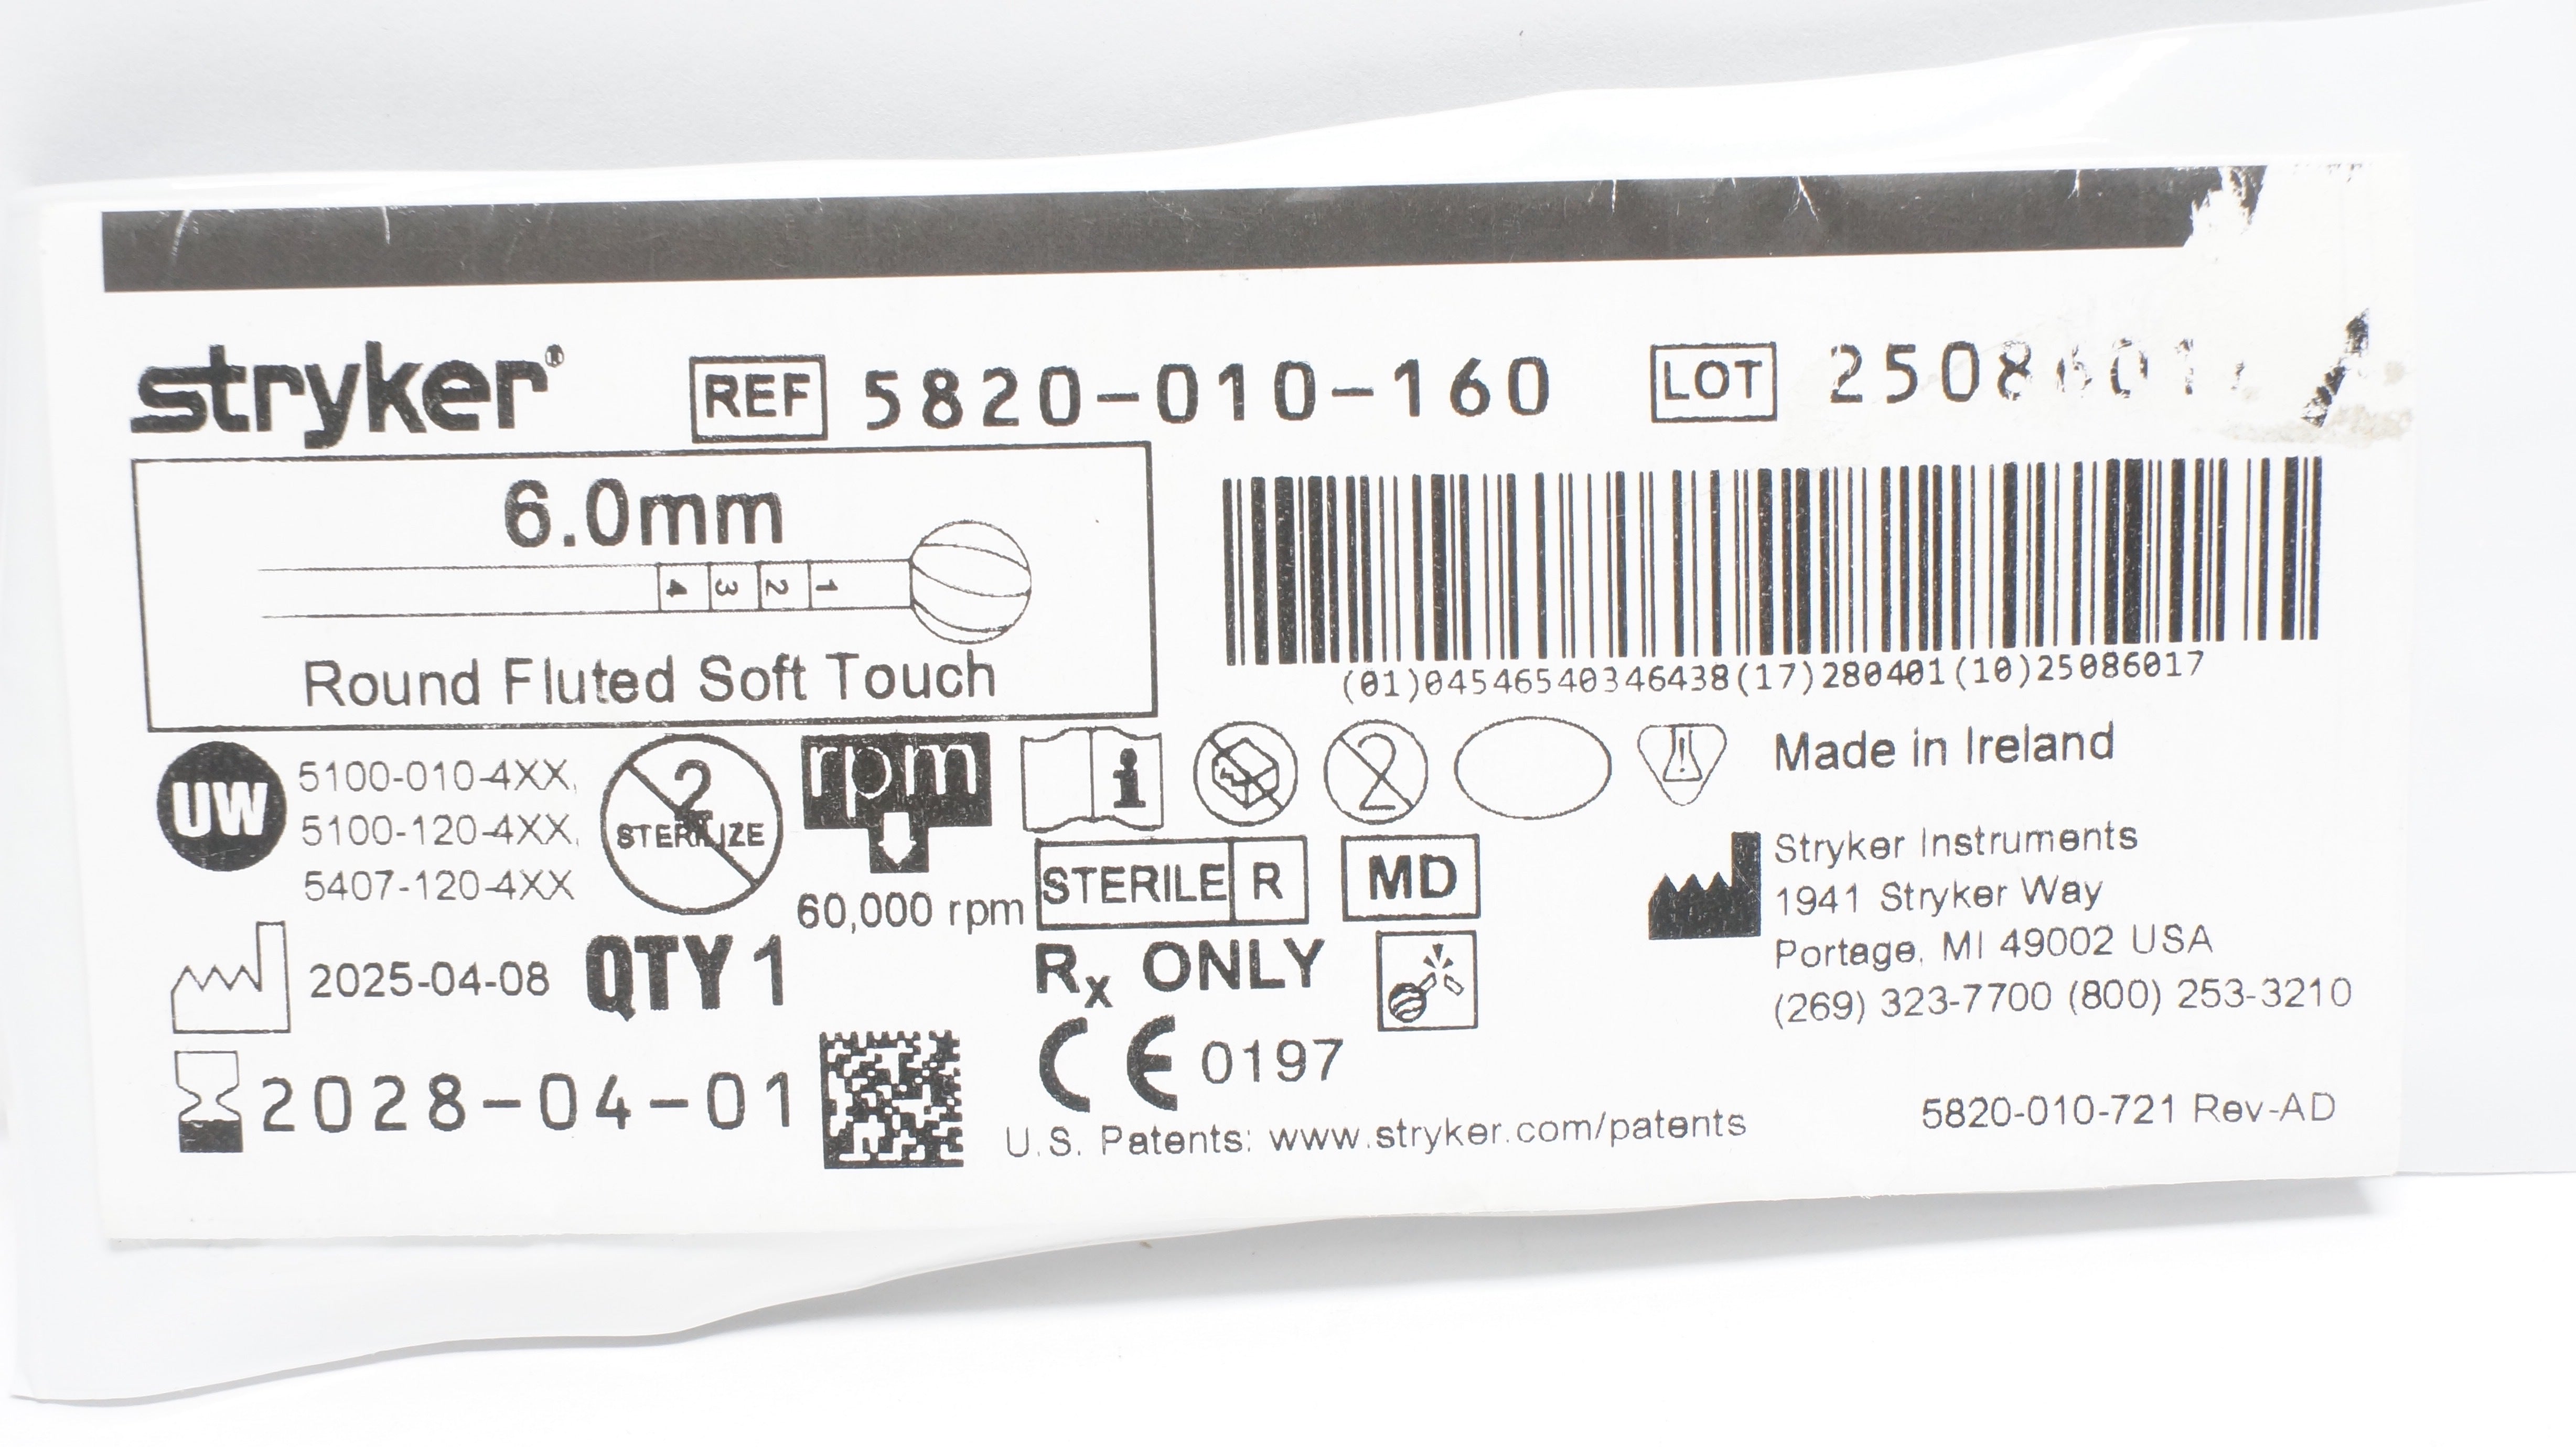 stryker®
REF 5820-010-160
LOT 25086017
6.0mm
4 3 2 1
Round Fluted Soft Touch
(01)04546540346438(17)280401(10)25086017
UW
5100-010-4XX,
5100-120-4XX,
5407-120-4XX
2
STERILIZE
rpm
60,000 rpm
i
2
Made in Ireland
STERILE R
MD
Stryker Instruments
1941 Stryker Way
Portage, MI 49002 USA
(269) 323-7700 (800) 253-3210
2025-04-08
QTY 1
Rx ONLY
2028-04-01
CE 0197
U.S. Patents: www.stryker.com/patents
5820-010-721 Rev-AD